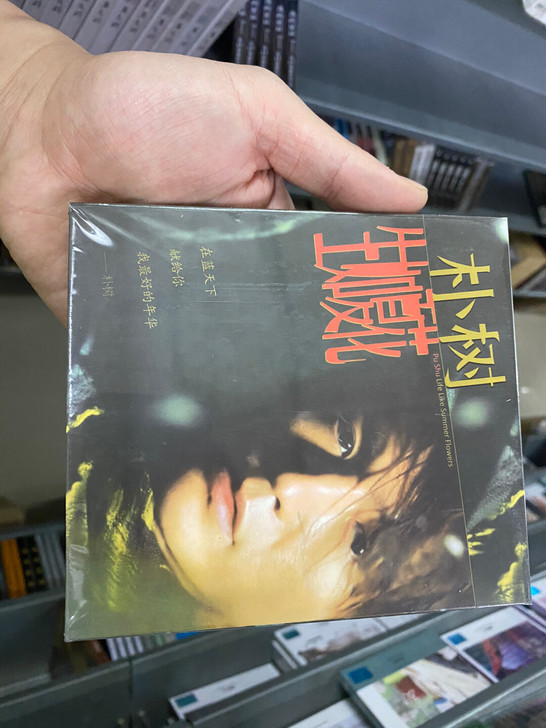 朴树
Pu Shu Life Like Summer Flowers
生如夏花
在蓝天下
献给你
我最好的年华
——朴树